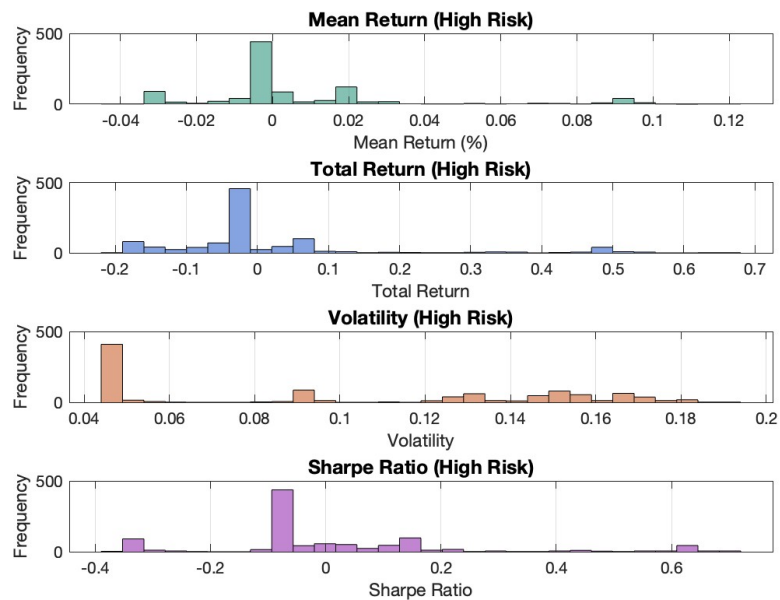 Mean Return (High Risk)
500
Frequency
0
-0.04 -0.02 0 0.02 0.04 0.06 0.08 0.1 0.12
Mean Return (%)
Total Return (High Risk)
500
Frequency
0
-0.2 -0.1 0 0.1 0.2 0.3 0.4 0.5 0.6 0.7
Total Return
Volatility (High Risk)
500
Frequency
0
0.04 0.06 0.08 0.1 0.12 0.14 0.16 0.18 0.2
Volatility
Sharpe Ratio (High Risk)
500
Frequency
0
-0.4 -0.2 0 0.2 0.4 0.6
Sharpe Ratio